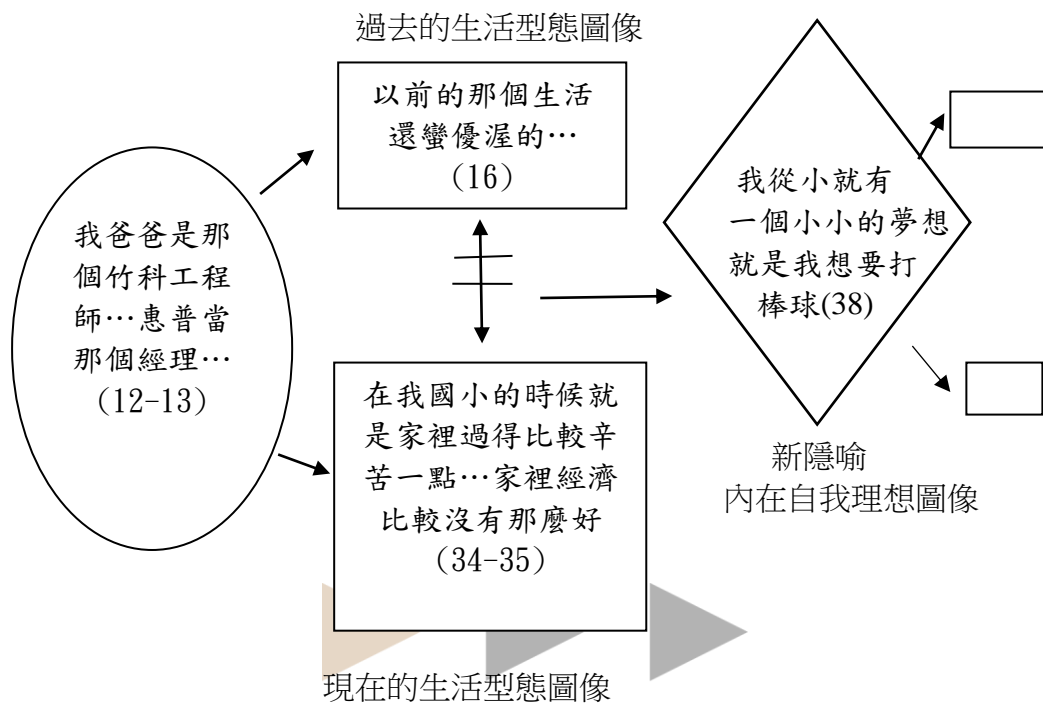 過去的生活型態圖像
以前的那個生活
還蠻優渥的…
(16)
我爸爸是那
個竹科工程
師…惠普當
那個經理…
(12-13)
在我國小的時候就
是家裡過得比較辛
苦一點…家裡經濟
比較沒有那麼好
(34-35)
現在的生活型態圖像
我從小就有
一個小小的夢想
就是我想要打
棒球(38)
新隱喻
內在自我理想圖像